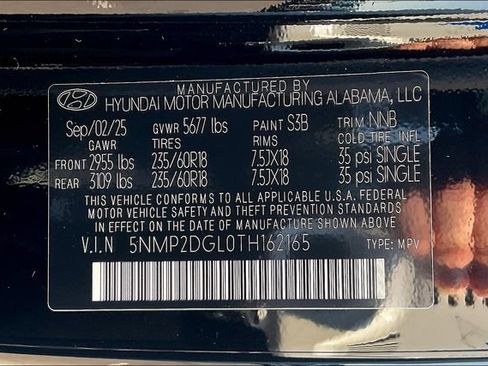 MANUFACTURED BY
HYUNDAI MOTOR MANUFACTURING ALABAMA, LLC
Sep/02/25 GVWR 5677 lbs PAINT S3B TRIM NNB
GAWR TIRES RIMS COLD TIRE INFL
FRONT 2955 lbs 235/60R18 7.5JX18 35 psi SINGLE
REAR 3109 lbs 235/60R18 7.5JX18 35 psi SINGLE
THIS VEHICLE CONFORMS TO ALL APPLICABLE U.S.A. FEDERAL
MOTOR VEHICLE SAFETY AND THEFT PREVENTION STANDARDS
IN EFFECT ON THE DATE OF MANUFACTURE SHOWN ABOVE
V.I.N 5NMP2DGL0TH162165 TYPE: MPV